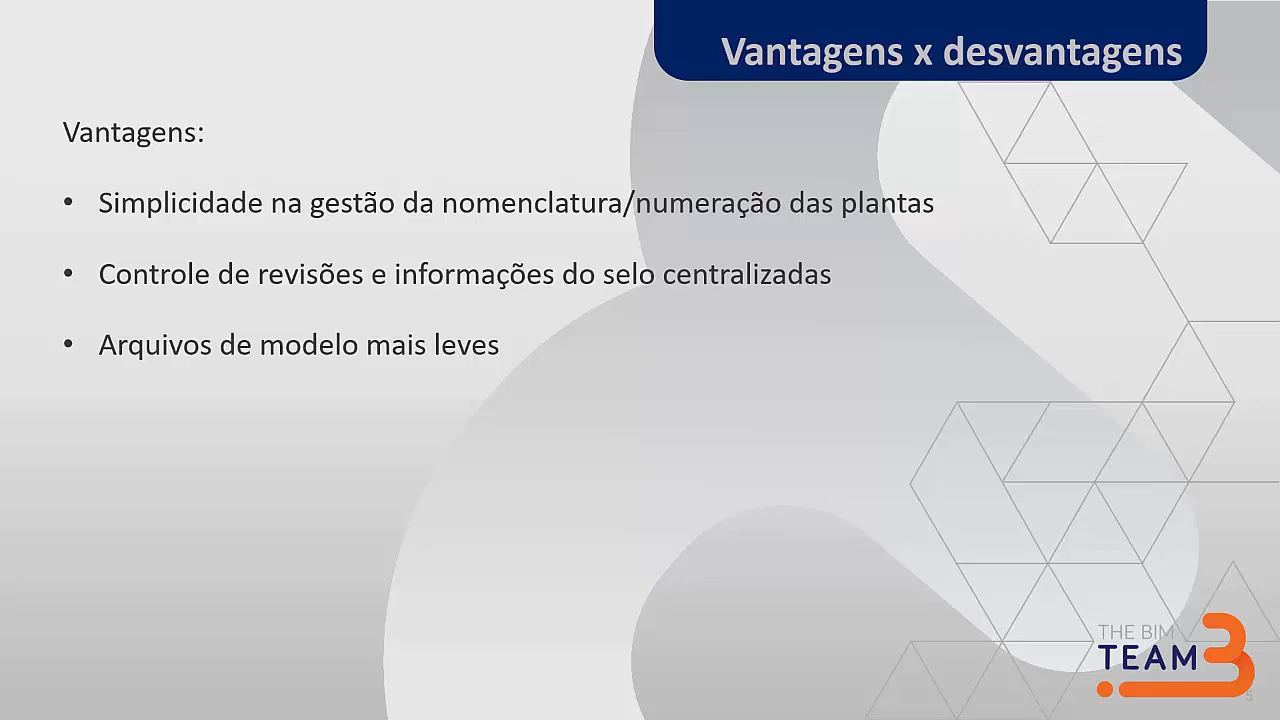 Vantagens x desvantagens
Vantagens:
• Simplicidade na gestão da nomenclatura/numeração das plantas
• Controle de revisões e informações do selo centralizadas
• Arquivos de modelo mais leves
THE BIM
TEAM
5